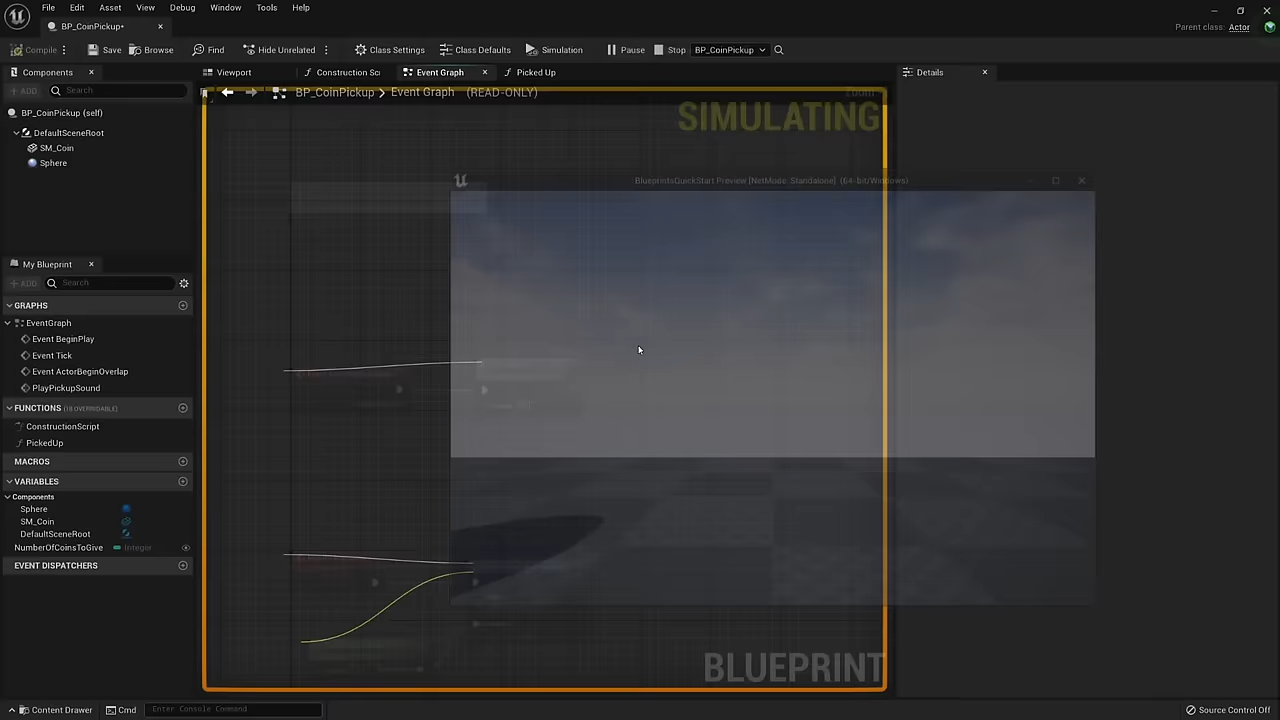 File Edit Asset View Debug Window Tools Help
BP_CoinPickup*
Parent class: Actor
Compile Save Browse Find Hide Unrelated Class Settings Class Defaults Simulation Pause Stop BP_CoinPickup
Components
Viewport Construction Sc Event Graph Picked Up
Details
ADD Search
BP_CoinPickup > Event Graph (READ-ONLY)
Zoom
SIMULATING
BP_CoinPickup (self)
DefaultSceneRoot
SM_Coin
Sphere
BlueprintsQuickStart Preview [NetMode: Standalone] (64-bit/Windows)
My Blueprint
ADD Search
GRAPHS
EventGraph
Event BeginPlay
Event Tick
Event ActorBeginOverlap
PlayPickupSound
FUNCTIONS (18 OVERRIDABLE)
ConstructionScript
PickedUp
MACROS
VARIABLES
Components
Sphere
SM_Coin
DefaultSceneRoot
NumberOfCoinsToGive Integer
EVENT DISPATCHERS
BLUEPRINT
Content Drawer Cmd Enter Console Command Source Control Off